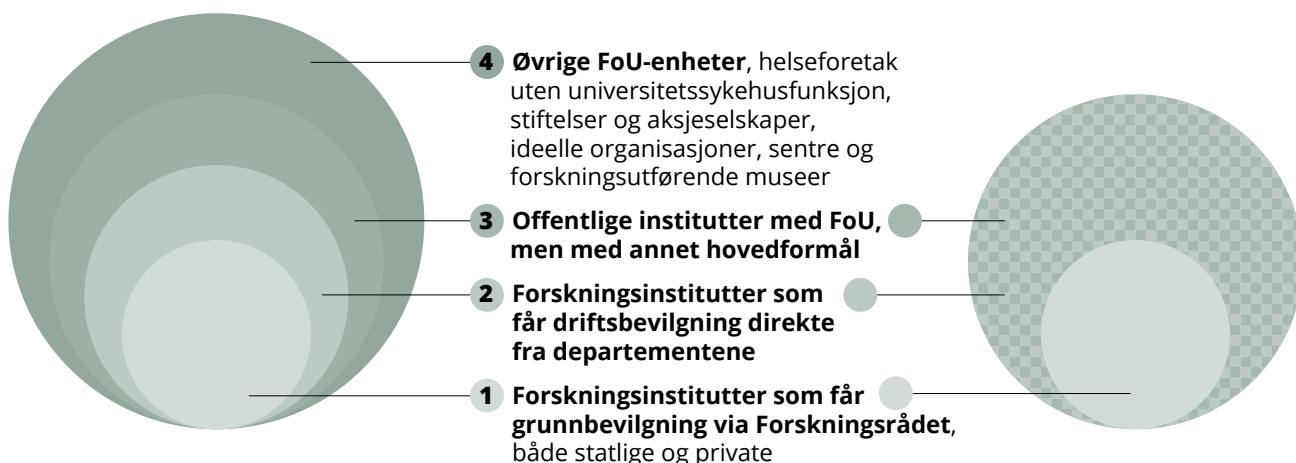 4 Øvrige FoU-enheter, helseforetak
uten universitetssykehusfunksjon,
stiftelser og aksjeselskaper,
ideelle organisasjoner, sentre og
forskningsutførende museer
3 Offentlige institutter med FoU,
men med annet hovedformål
2 Forskningsinstitutter som
får driftsbevilgning direkte
fra departementene
1 Forskningsinstitutter som får
grunnbevilgning via Forskningsrådet,
både statlige og private